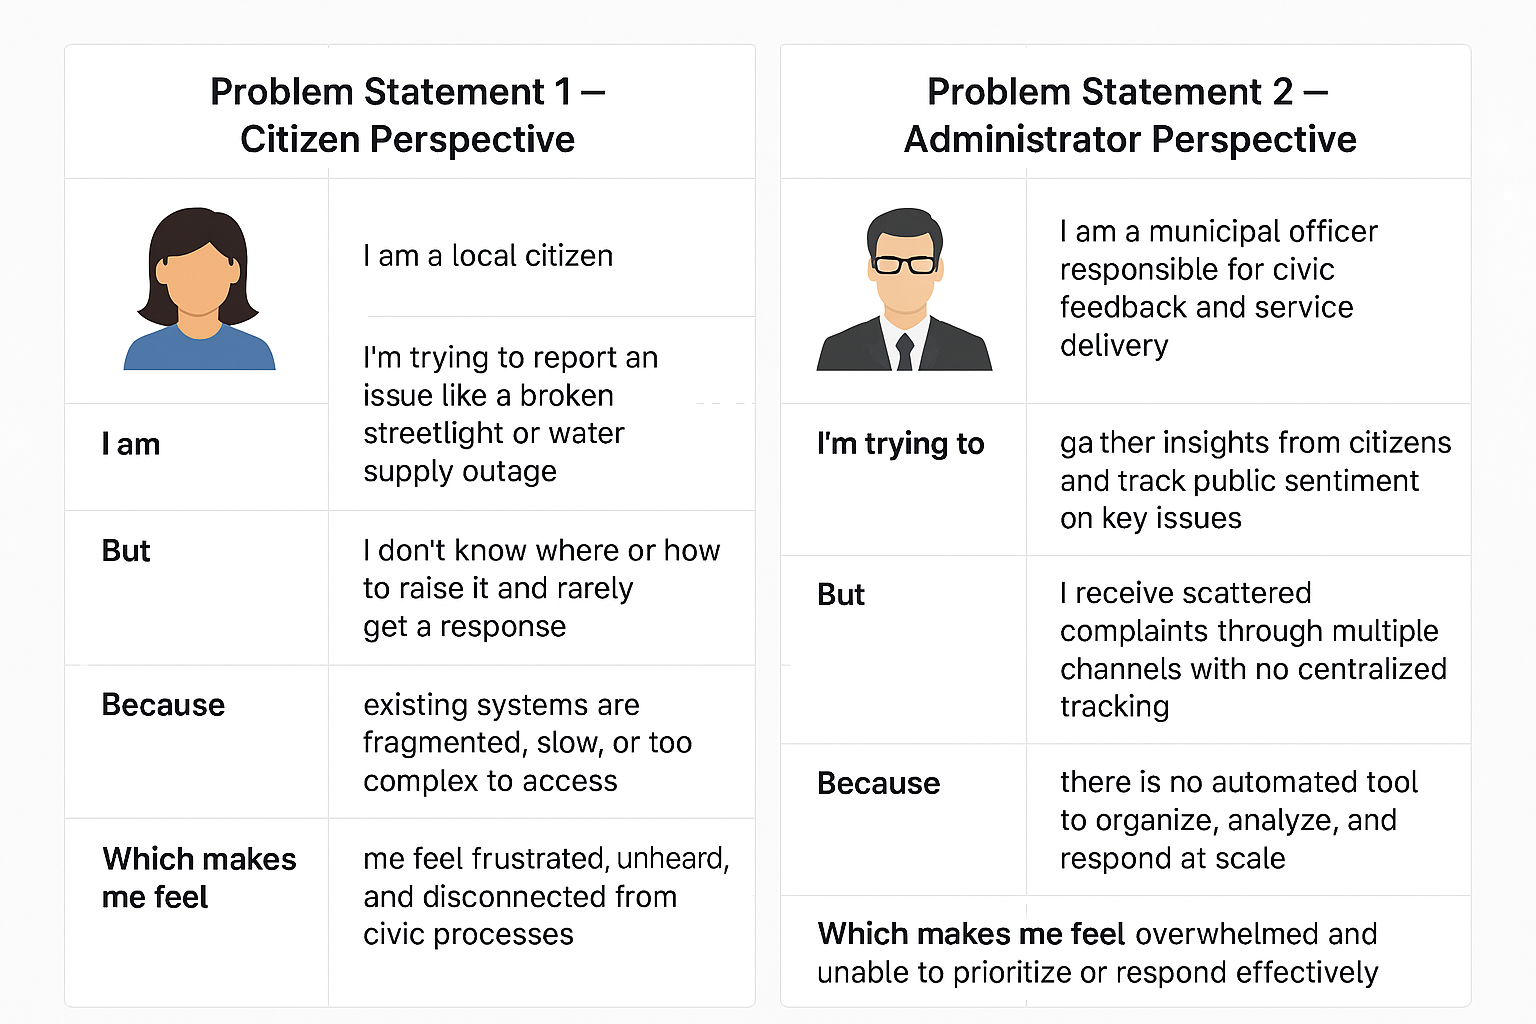 Problem Statement 1 –
Citizen Perspective
I am a local citizen
I'm trying to report an
issue like a broken
streetlight or water
supply outage
I am
But
I don't know where or how
to raise it and rarely
get a response
Because
existing systems are
fragmented, slow, or too
complex to access
Which makes
me feel
me feel frustrated, unheard,
and disconnected from
civic processes
Problem Statement 2 –
Administrator Perspective
I am a municipal officer
responsible for civic
feedback and service
delivery
I'm trying to
ga ther insights from citizens
and track public sentiment
on key issues
But
I receive scattered
complaints through multiple
channels with no centralized
tracking
Because
there is no automated tool
to organize, analyze, and
respond at scale
Which makes me feel overwhelmed and
unable to prioritize or respond effectively